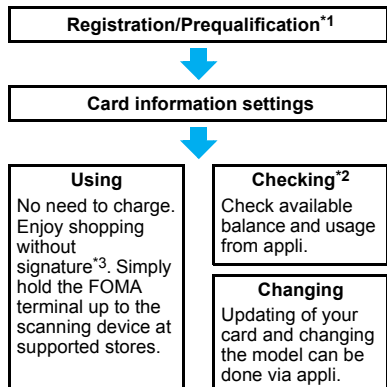 Registration/Prequalification*1
Card information settings
Using
No need to charge.
Enjoy shopping
without
signature*3. Simply
hold the FOMA
terminal up to the
scanning device at
supported stores.
Checking*2
Check available
balance and usage
from appli.
Changing
Updating of your
card and changing
the model can be
done via appli.